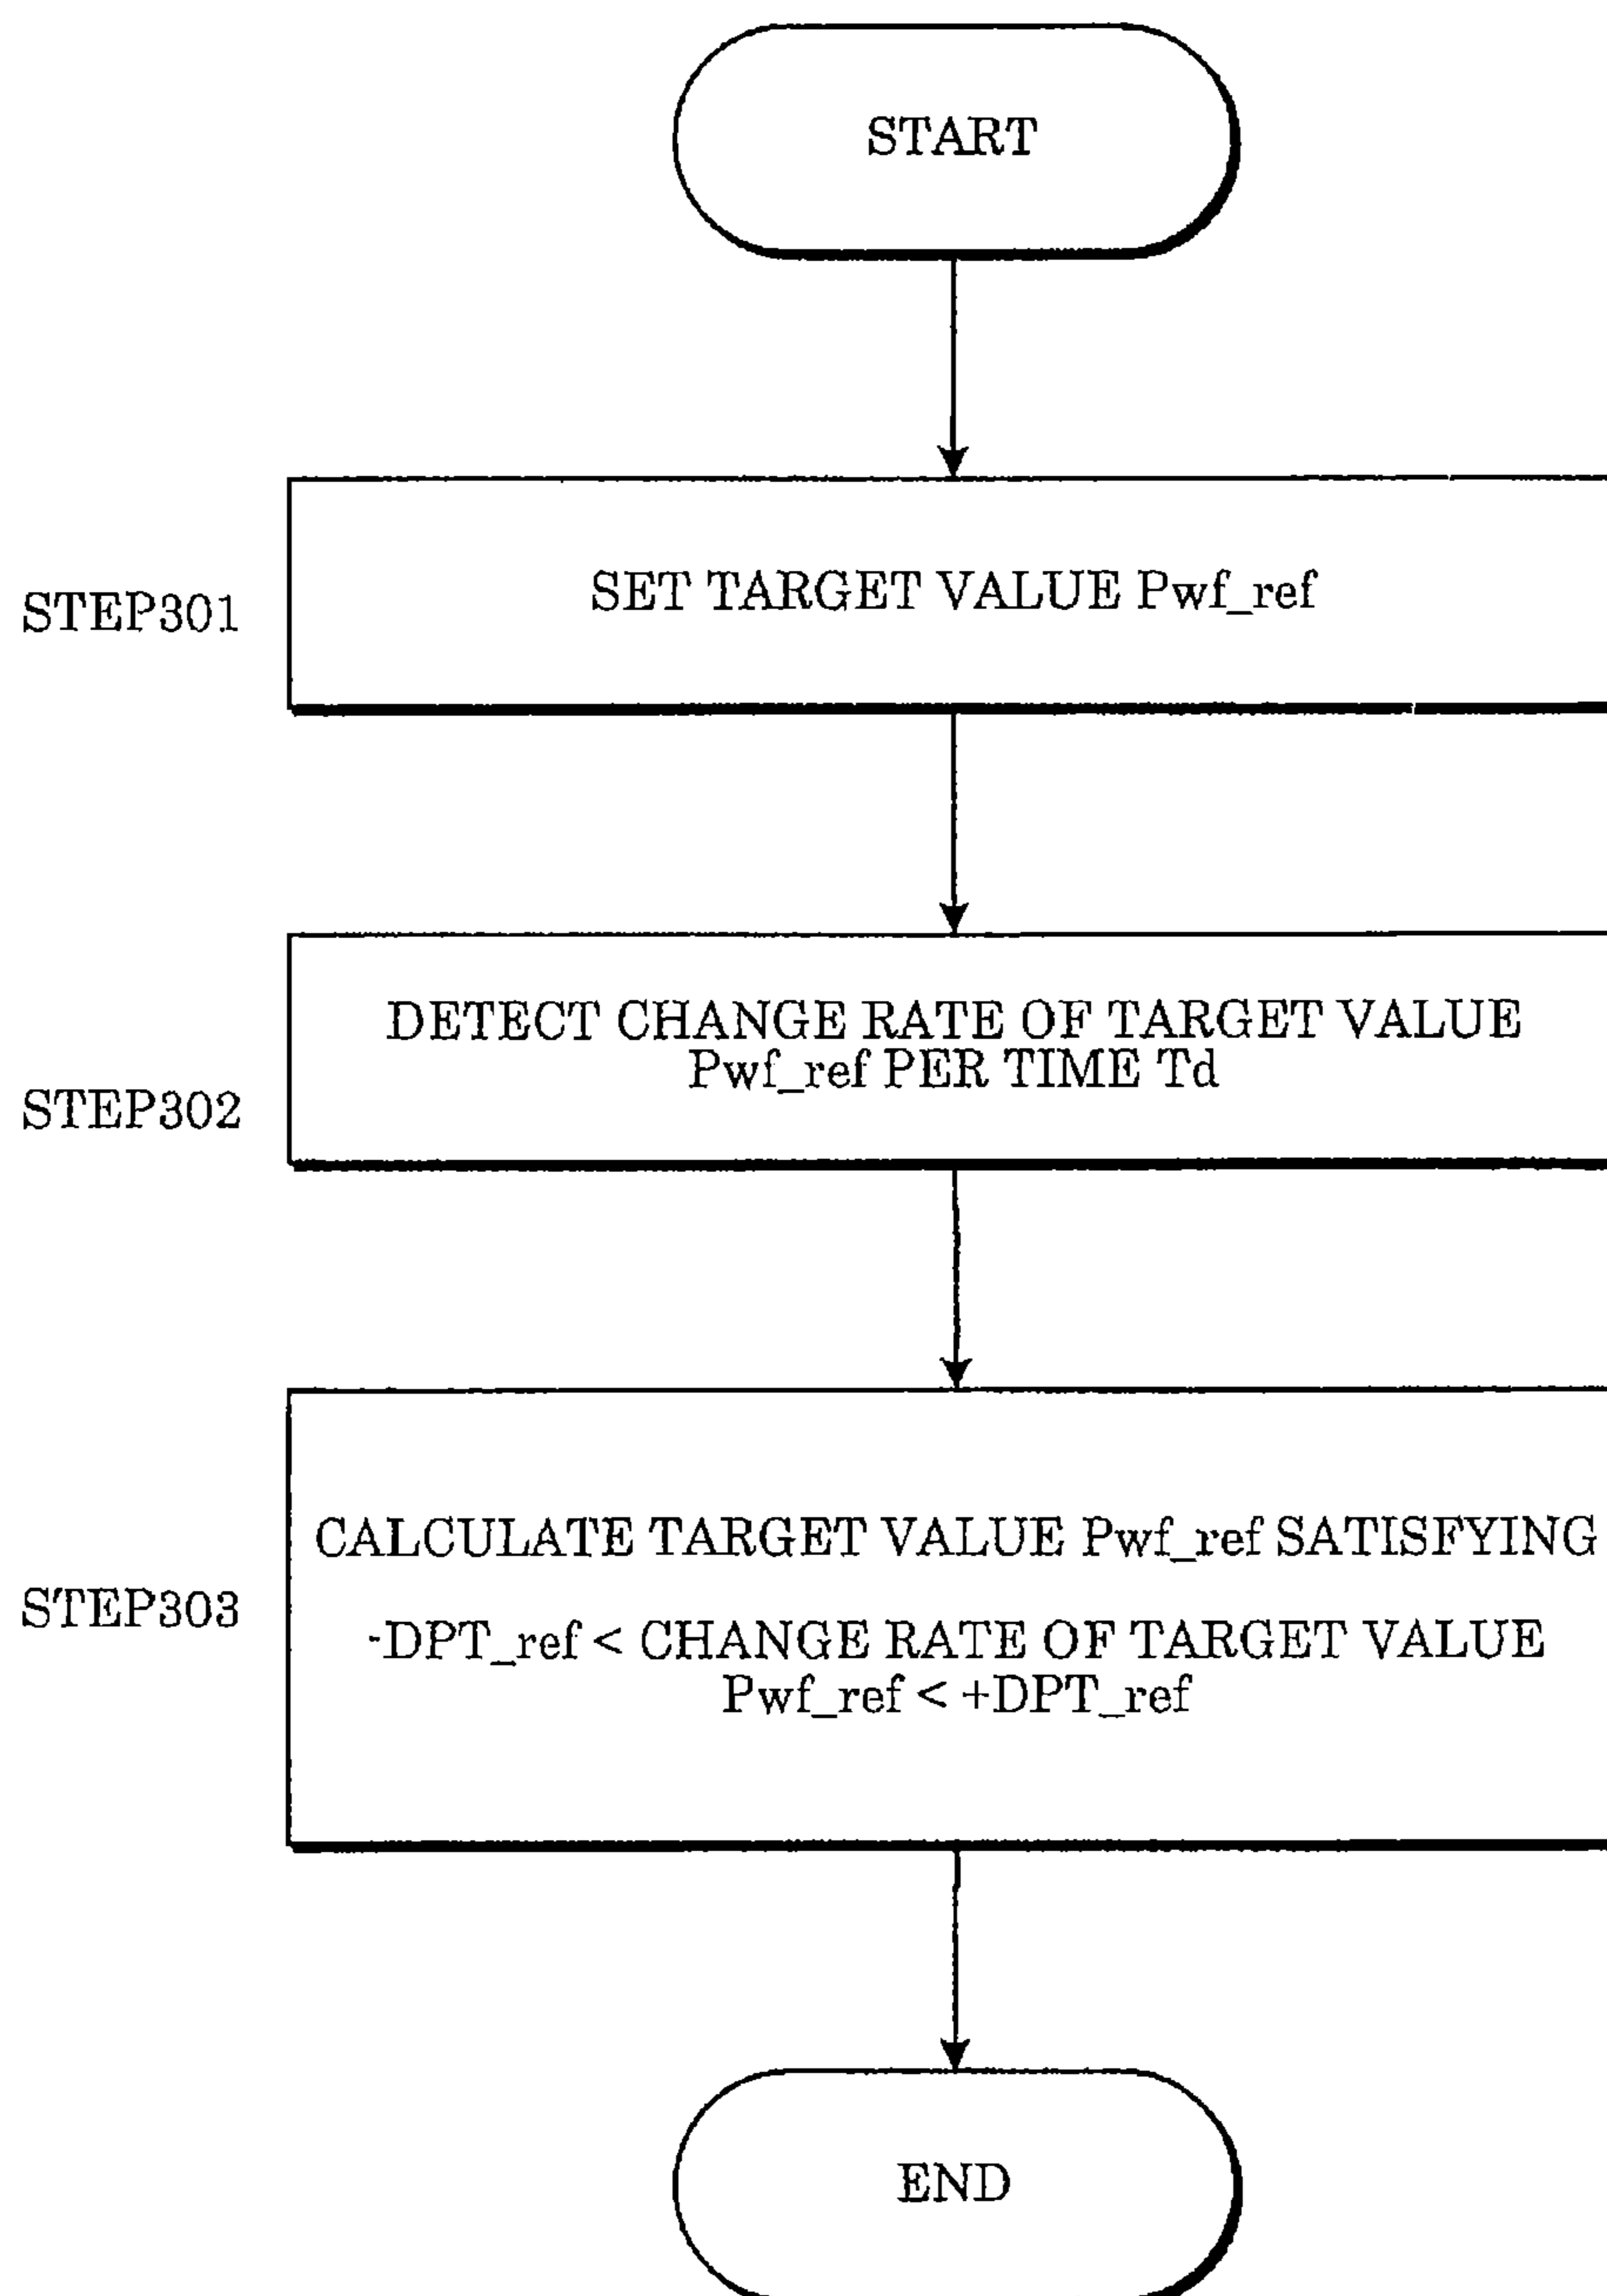 START
STEP301
SET TARGET VALUE Pwf_ref
DETECT CHANGE RATE OF TARGET VALUE
Pwf_ref PER TIME Td
STEP302
CALCULATE TARGET VALUE Pwf_ref SATISFYING
STEP303
-DPT_ref < CHANGE RATE OF TARGET VALUE
Pwf_ref < +DPT_ref
END